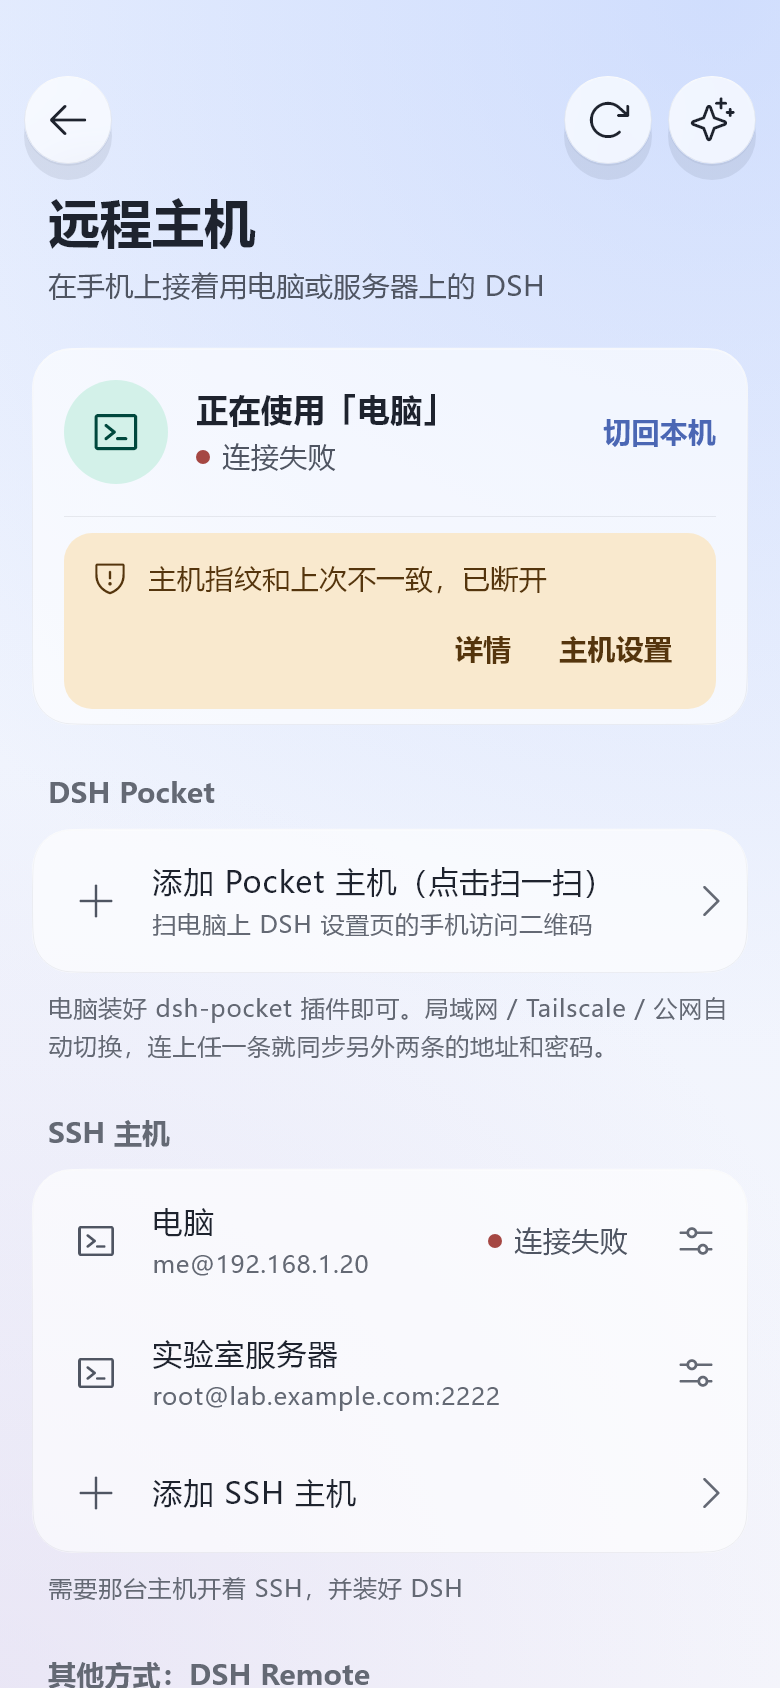 远程主机
在手机上接着用电脑或服务器上的 DSH
正在使用「电脑」
连接失败
切回本机
主机指纹和上次不一致，已断开
详情
主机设置
DSH Pocket
添加 Pocket 主机（点击扫一扫）
扫电脑上 DSH 设置页的手机访问二维码
电脑装好 dsh-pocket 插件即可。局域网 / Tailscale / 公网自
动切换，连上任一条就同步另外两条的地址和密码。
SSH 主机
电脑
me@192.168.1.20
连接失败
实验室服务器
root@lab.example.com:2222
添加 SSH 主机
需要那台主机开着 SSH，并装好 DSH
其他方式：DSH Remote